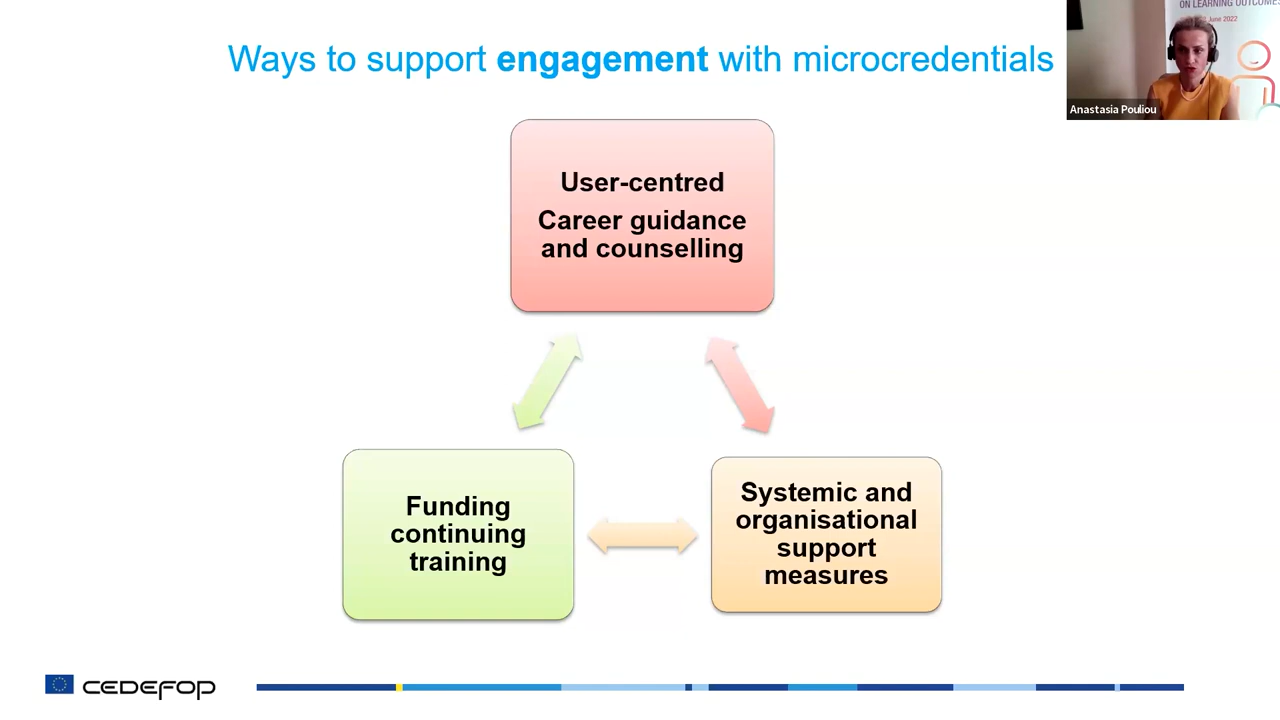 Ways to support engagement with microcredentials
ON LEARNING OUTCOMES
June 2022
Anastasia Pouliou
User-centred
Career guidance
and counselling
Funding
continuing
training
Systemic and
organisational
support
measures
CEDEFOP